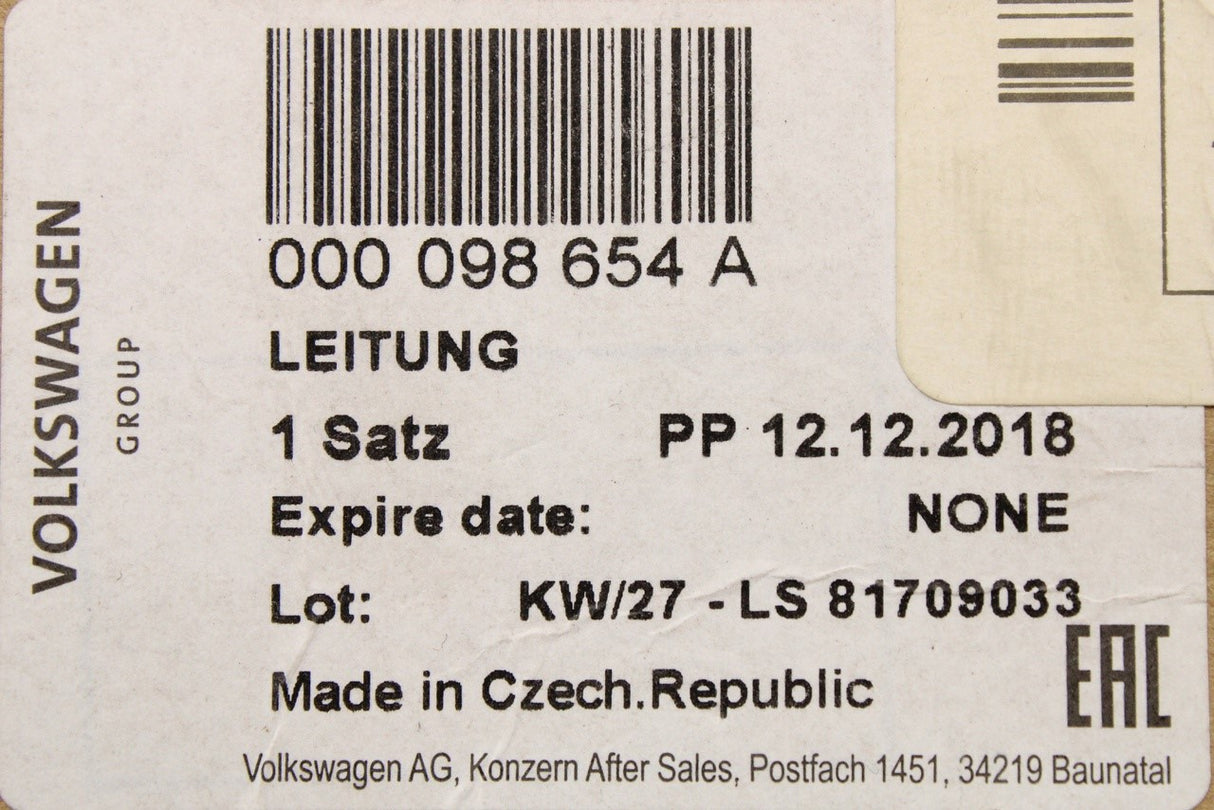 VOLKSWAGEN
GROUP
000 098 654 A
LEITUNG
1 Satz PP 12.12.2018
Expire date: NONE
Lot: KW/27 - LS 81709033
EAC
Made in Czech.Republic
Volkswagen AG, Konzern After Sales, Postfach 1451, 34219 Baunatal